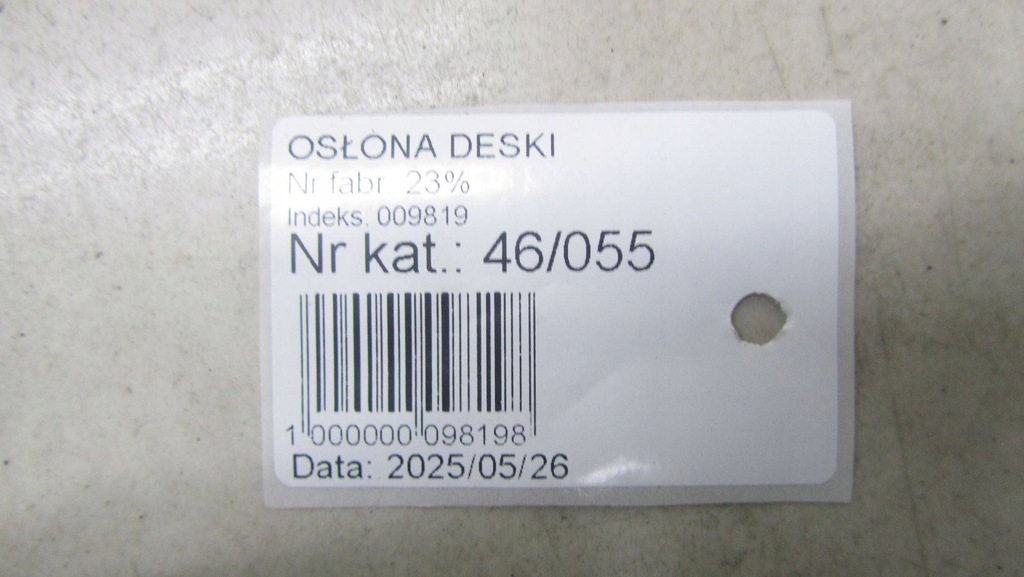 OSŁONA DESKI
Nr fabr. 23%
Indeks: 009819
Nr kat.: 46/055
1 000000 098198
Data: 2025/05/26